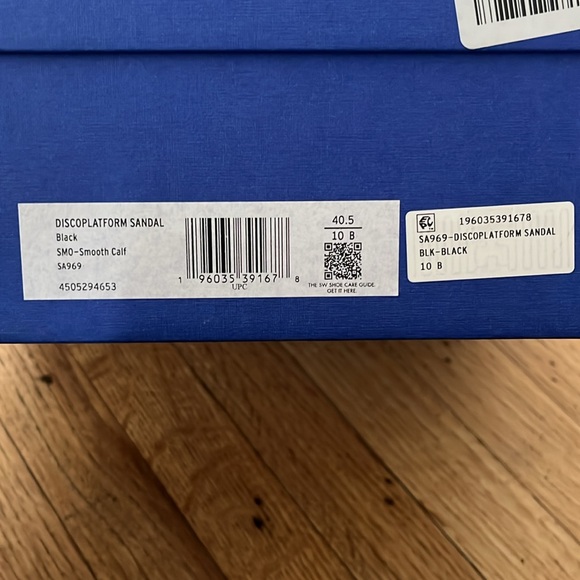 DISCOPLATFORM SANDAL
Black
SMO-Smooth Calf
SA969
4505294653
1 96035 39167 8
UPC
40.5
10 B
THE SW SHOE CARE GUIDE.
GET IT HERE.
196035391678
SA969-DISCOPLATFORM SANDAL
BLK-BLACK
10 B